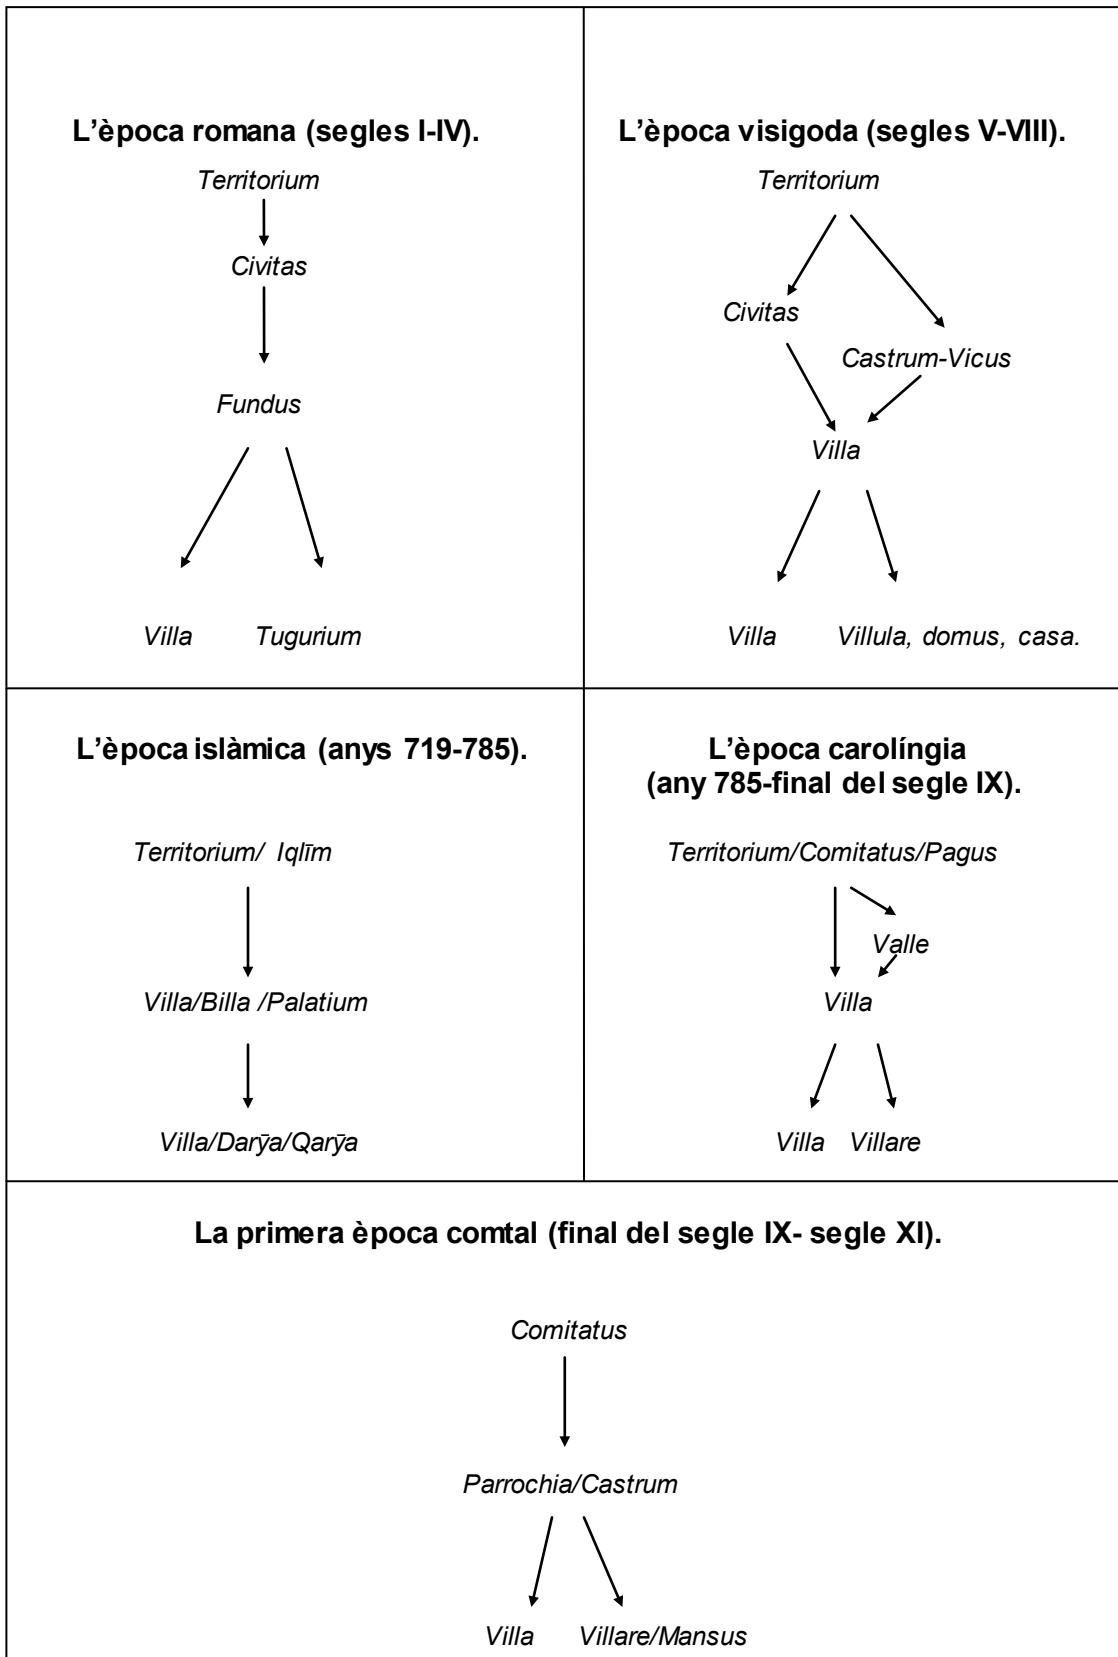 L'època romana (segles I-IV).
Territorium
Civitas
Fundus
Villa Tugurium
L'època visigoda (segles V-VIII).
Territorium
Civitas
Castrum-Vicus
Villa
Villa Villula, domus, casa.
L'època islàmica (anys 719-785).
Territorium/ Iqlīm
Villa/Billa /Palatium
Villa/Darȳa/Qarȳa
L'època carolíngia
(any 785-final del segle IX).
Territorium/Comitatus/Pagus
Valle
Villa
Villa Villare
La primera època comtal (final del segle IX- segle XI).
Comitatus
Parrochia/Castrum
Villa Villare/Mansus